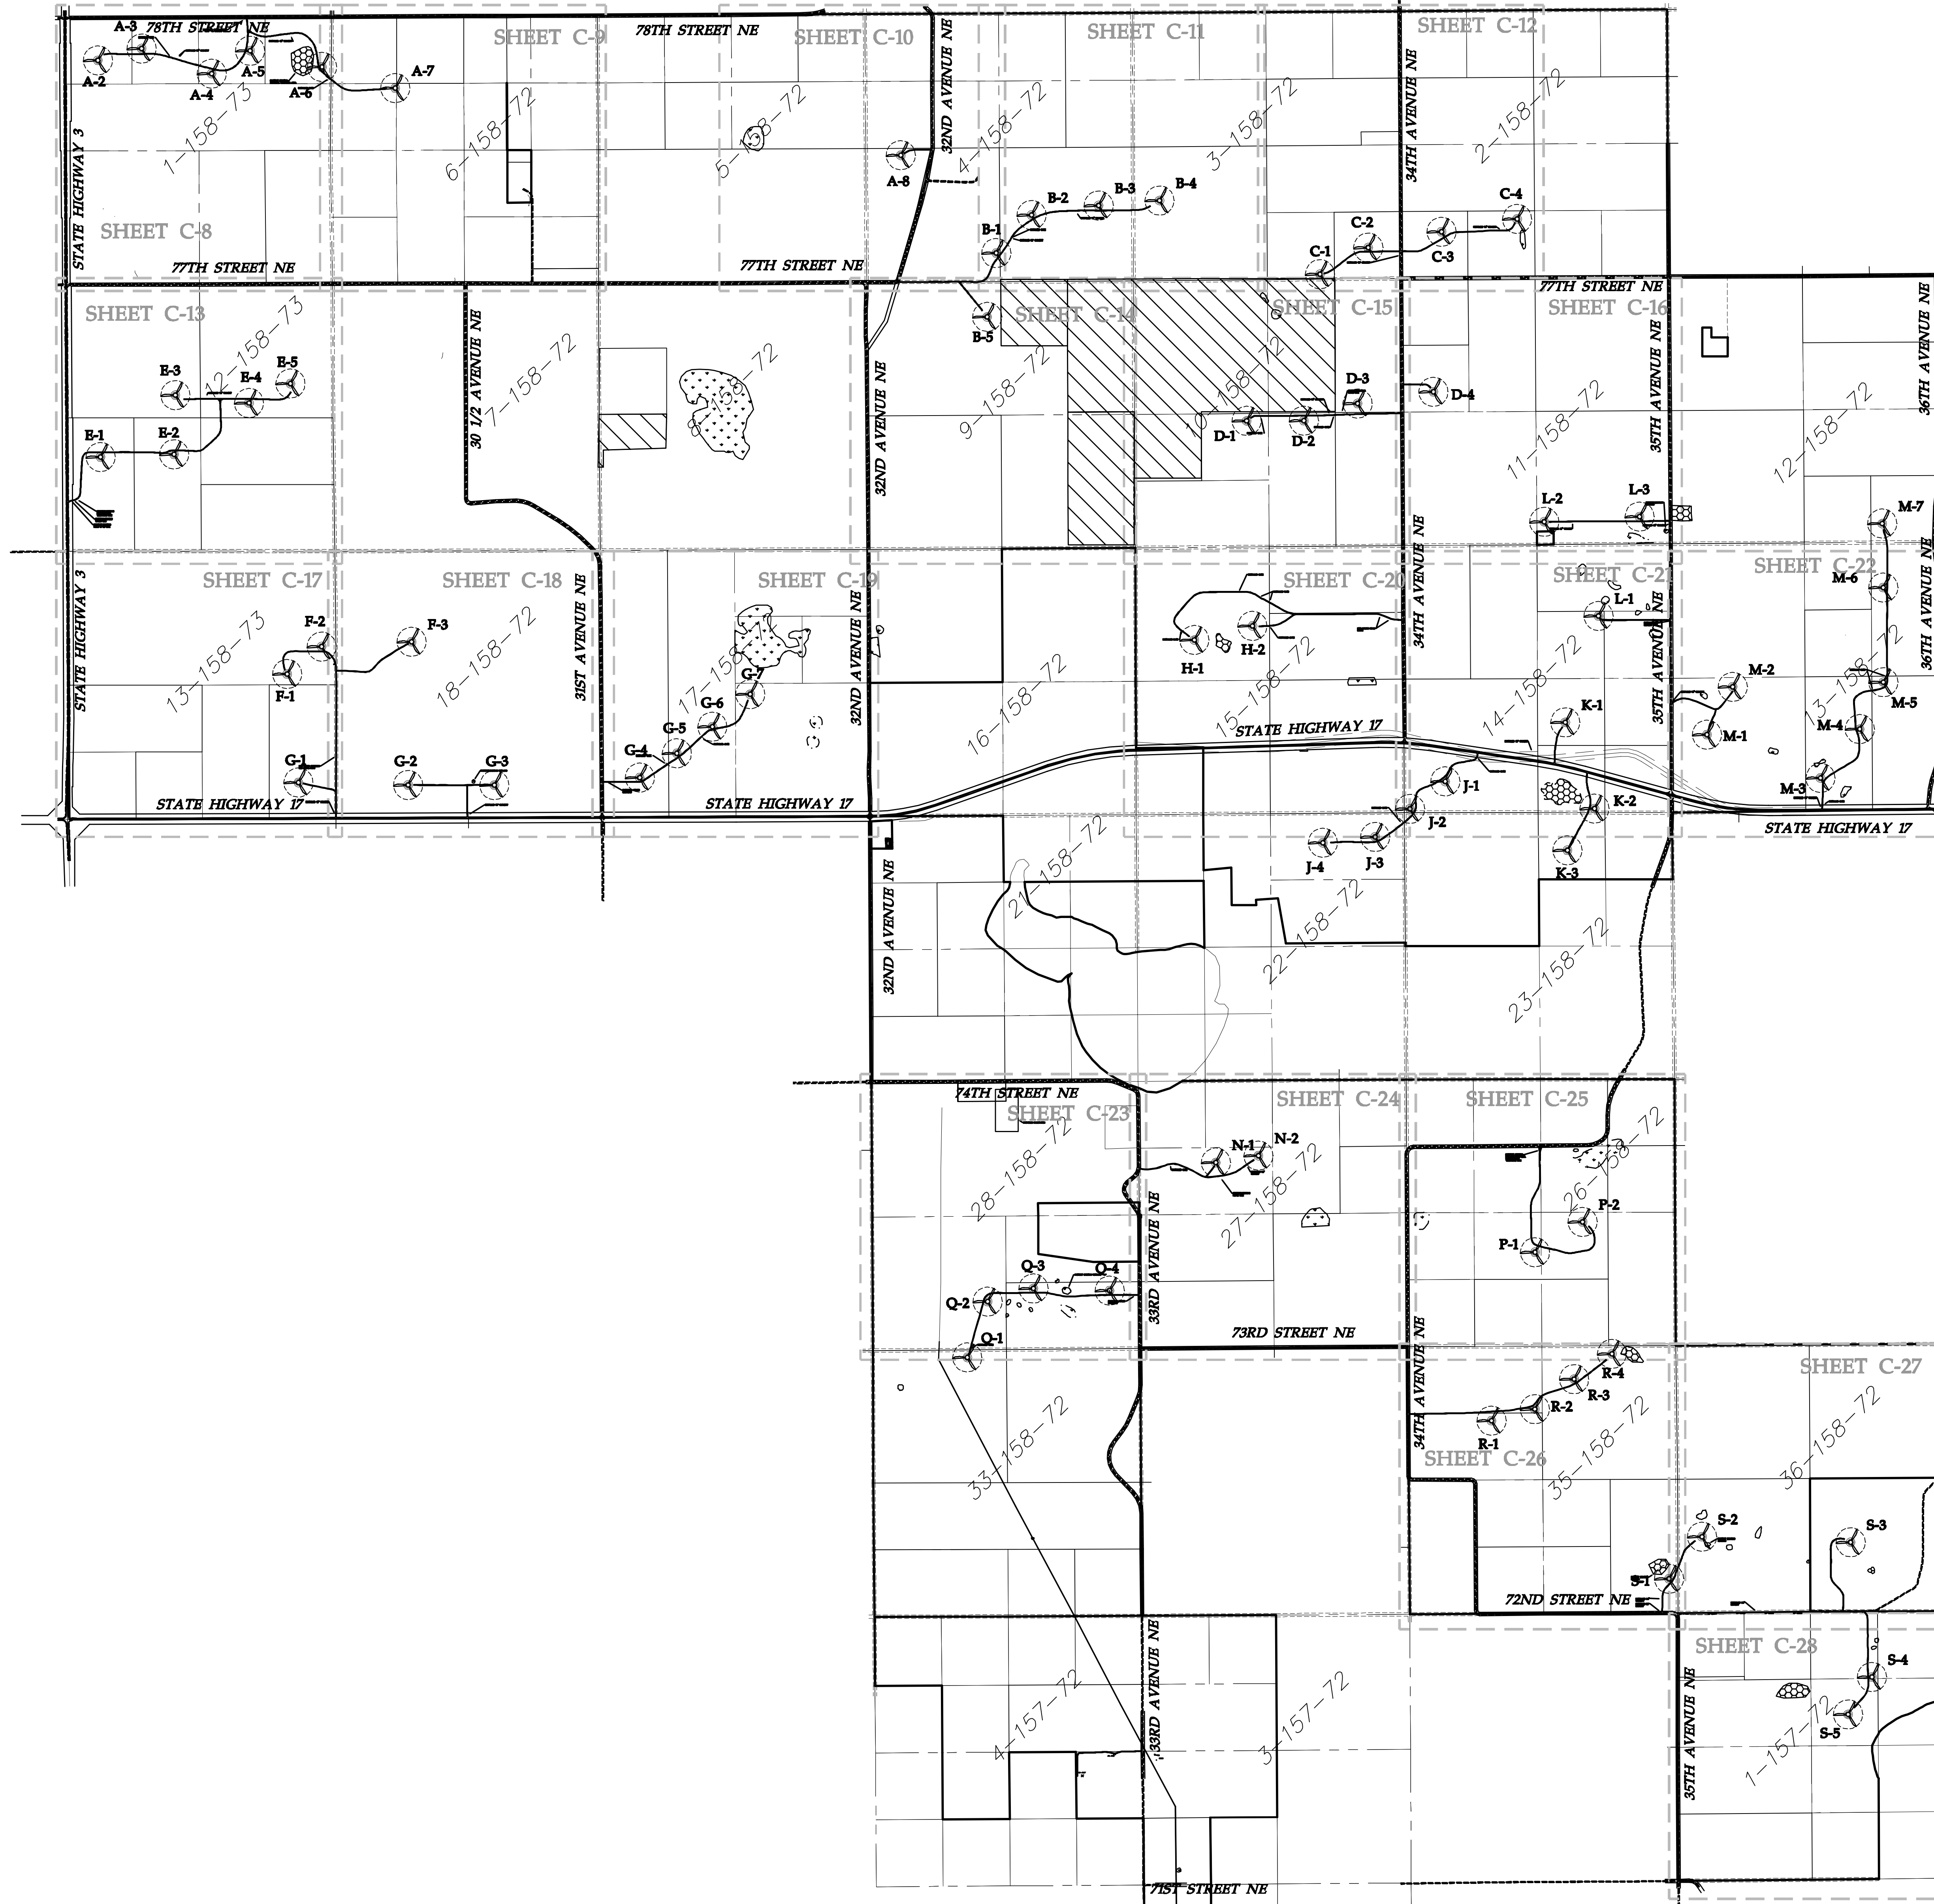 A-3
78TH STREET NE
SHEET C-9
78TH STREET NE
SHEET C-10
32ND AVENUE NE
SHEET C-11
SHEET C-12
34TH AVENUE NE
A-2
A-4
A-5
A-6
A-7
1-158-73
6-158-72
5-158-72
4-158-72
3-158-72
2-158-72
STATE HIGHWAY 3
SHEET C-8
A-8
B-1
B-2
B-3
B-4
C-1
C-2
C-3
C-4
77TH STREET NE
77TH STREET NE
77TH STREET NE
SHEET C-13
SHEET C-14
SHEET C-15
SHEET C-16
12-158-73
30 1/2 AVENUE NE
7-158-72
8-158-72
32ND AVENUE NE
9-158-72
B-5
10-158-72
11-158-72
35TH AVENUE NE
12-158-72
36TH AVENUE NE
E-3
E-4
E-5
E-1
E-2
D-1
D-2
D-3
D-4
L-2
L-3
M-7
STATE HIGHWAY 3
SHEET C-17
SHEET C-18
31ST AVENUE NE
SHEET C-19
32ND AVENUE NE
SHEET C-20
34TH AVENUE NE
SHEET C-21
35TH AVENUE NE
SHEET C-22
36TH AVENUE NE
M-6
L-1
F-2
F-3
F-1
13-158-73
18-158-72
17-158-72
16-158-72
15-158-72
14-158-72
13-158-72
H-1
H-2
G-7
G-6
G-5
G-4
G-1
G-2
G-3
K-1
M-2
M-1
M-5
M-4
M-3
STATE HIGHWAY 17
STATE HIGHWAY 17
STATE HIGHWAY 17
STATE HIGHWAY 17
J-1
J-2
J-3
J-4
K-2
K-3
32ND AVENUE NE
21-158-72
22-158-72
23-158-72
74TH STREET NE
SHEET C-23
SHEET C-24
SHEET C-25
28-158-72
27-158-72
26-158-72
N-1
N-2
P-2
P-1
33RD AVENUE NE
Q-3
Q-4
Q-2
Q-1
73RD STREET NE
34TH AVENUE NE
R-4
R-3
R-2
R-1
SHEET C-26
SHEET C-27
33-158-72
35-158-72
36-158-72
S-2
S-3
S-1
72ND STREET NE
SHEET C-28
33RD AVENUE NE
35TH AVENUE NE
4-157-72
3-157-72
1-157-72
S-4
S-5
71ST STREET NE